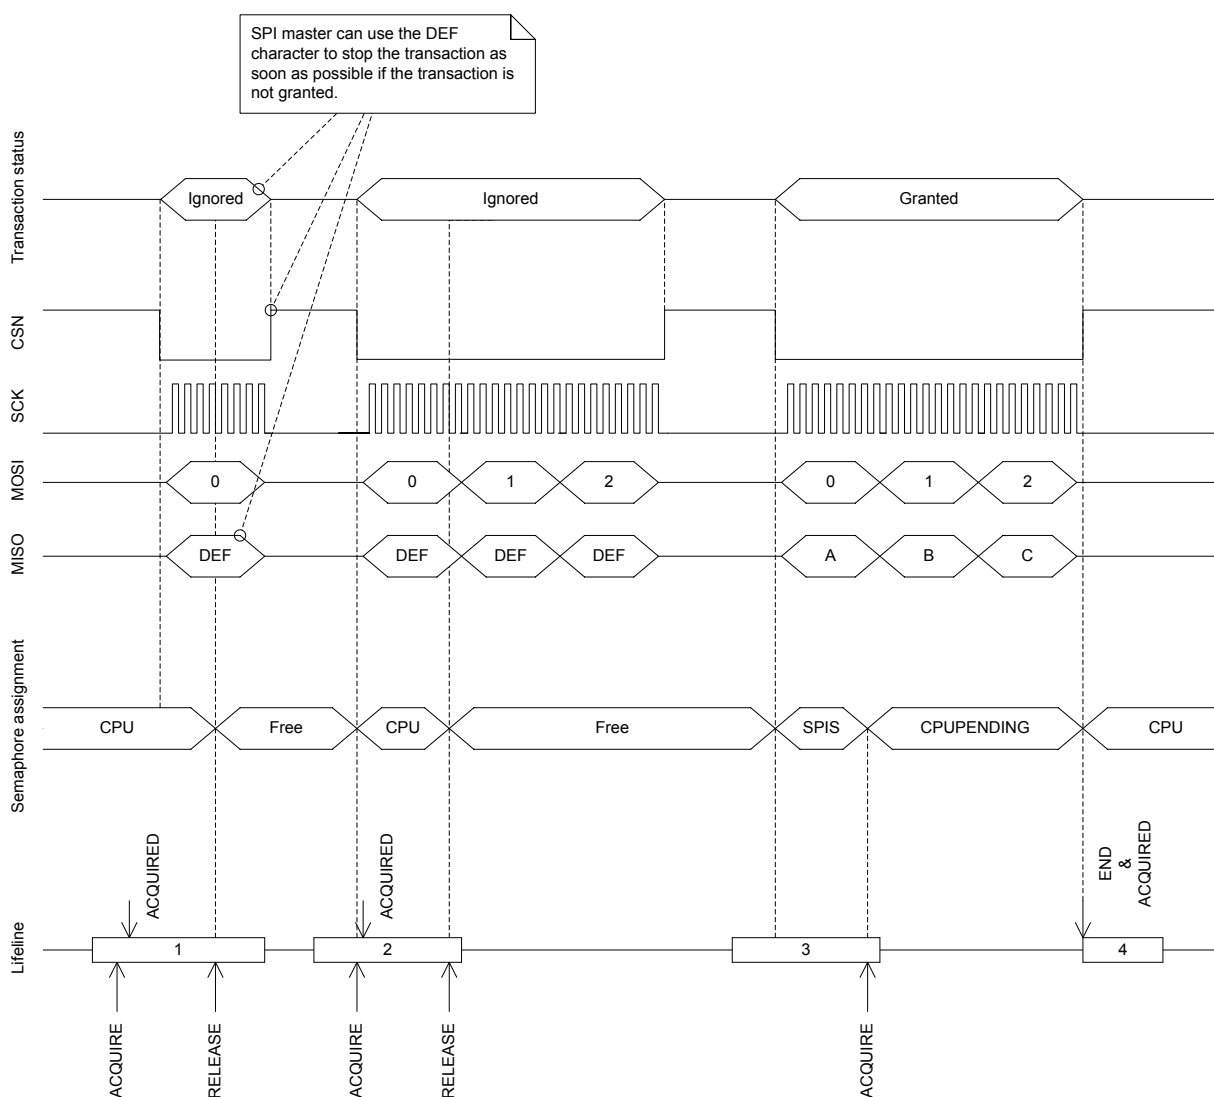 SPI master can use the DEF
character to stop the transaction as
soon as possible if the transaction is
not granted.
Transaction status
Ignored
Ignored
Granted
CSN
SCK
MOSI
0
0
1
2
0
1
2
MISO
DEF
DEF
DEF
DEF
A
B
C
Semaphore assignment
CPU
Free
CPU
Free
SPIS
CPUPENDING
CPU
ACQUIRED
ACQUIRED
END
&
ACQUIRED
Lifeline
1
2
3
4
ACQUIRE
RELEASE
ACQUIRE
RELEASE
ACQUIRE